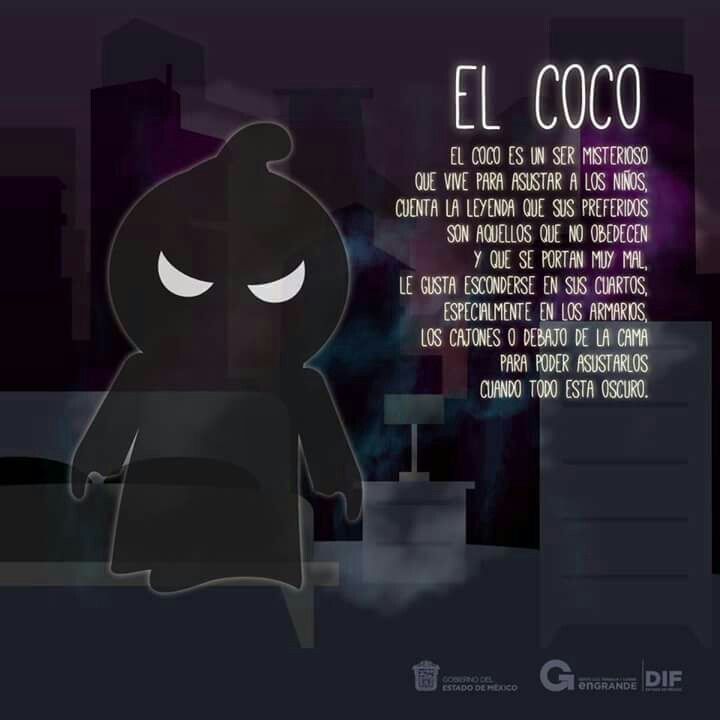 EL COCO
EL COCO ES UN SER MISTERIOSO
QUE VIVE PARA ASUSTAR A LOS NIÑOS,
CUENTA LA LEYENDA QUE SUS PREFERIDOS
SON AQUELLOS QUE NO OBEDECEN
Y QUE SE PORTAN MUY MAL,
LE GUSTA ESCONDERSE EN SUS CUARTOS,
ESPECIALMENTE EN LOS ARMARIOS,
LOS CAJONES O DEBAJO DE LA CAMA
PARA PODER ASUSTARLOS
CUANDO TODO ESTA OSCURO.
GOBIERNO DEL
ESTADO DE MÉXICO
enGRANDE
DIF
ESTADO DE MÉXICO